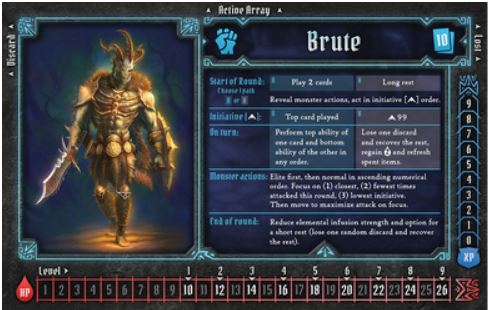 Active Array
Discard
Lost
Brute
10
Start of Round:
Choose 1 path
Play 2 cards
Long rest
Reveal monster actions, act in initiative [ ] order.
Initiative [ ]:
Top card played
99
On turn:
Perform top ability of
one card and bottom
ability of the other in
any order.
Lose one discard
and recover the rest,
regain 2 and refresh
spent items.
Monster actions:
Elite first, then normal in ascending numerical
order. Focus on (1) closest, (2) fewest times
attacked this round, (3) lowest initiative.
Then move to maximize attack on focus.
End of round:
Reduce elemental infusion strength and option for
a short rest (lose one random discard and recover
the rest).
9
8
7
6
5
4
3
2
1
0
XP
Level
1 2 3 4 5 6 7 8 9
HP
1 2 3 4 5 6 7 8 9 10 11 12 13 14 15 16 17 18 19 20 21 22 23 24 25 26